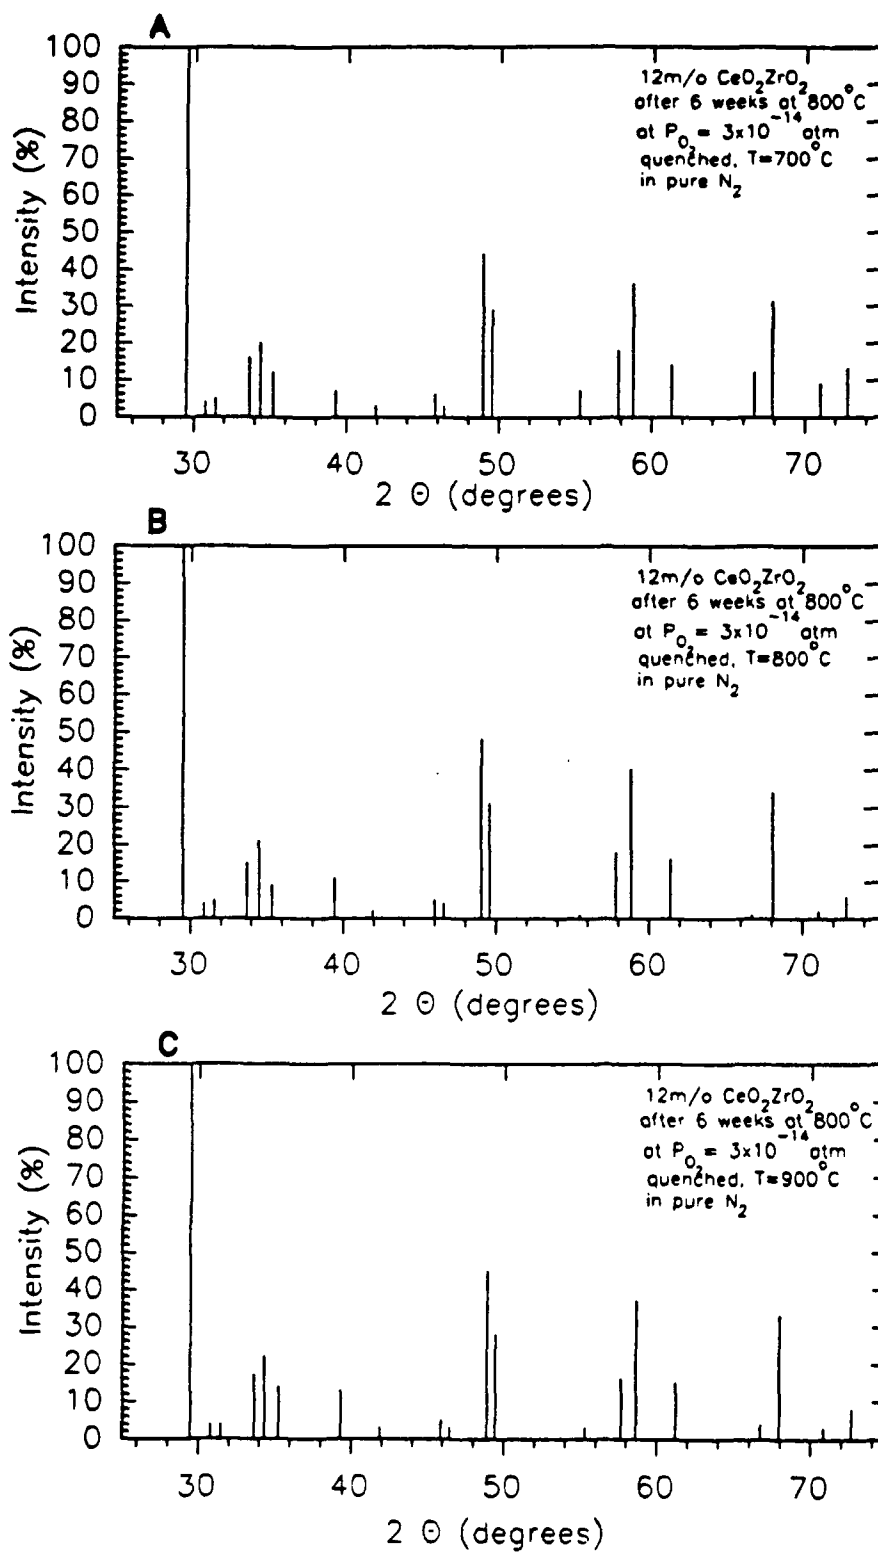 A
100
90
80
70
60
50
40
30
20
10
0
Intensity (%)
12m/o CeO2ZrO2
after 6 weeks at 800°C
at PO2 = 3x10-14 atm
quenched, T=700°C
in pure N2
30 40 50 60 70
2 Θ (degrees)
B
100
90
80
70
60
50
40
30
20
10
0
Intensity (%)
12m/o CeO2ZrO2
after 6 weeks at 800°C
at PO2 = 3x10-14 atm
quenched, T=800°C
in pure N2
30 40 50 60 70
2 Θ (degrees)
C
100
90
80
70
60
50
40
30
20
10
0
Intensity (%)
12m/o CeO2ZrO2
after 6 weeks at 800°C
at PO2 = 3x10-14 atm
quenched, T=900°C
in pure N2
30 40 50 60 70
2 Θ (degrees)